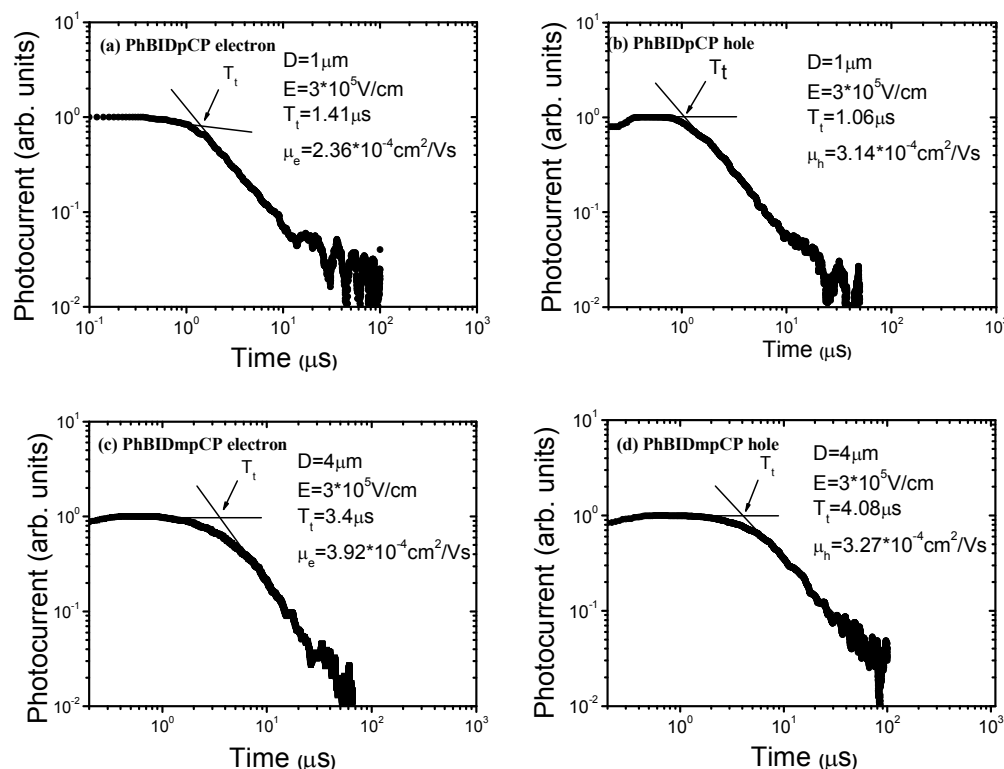 (a) PhBIDpCP electron
T_t
D=1μm
E=3*10^5V/cm
T_t=1.41μs
μ_e=2.36*10^-4cm^2/Vs
Photocurrent (arb. units)
10^1
10^0
10^-1
10^-2
10^-1 10^0 10^1 10^2 10^3
Time (μs)
(b) PhBIDpCP hole
Tt
D=1μm
E=3*10^5V/cm
T_t=1.06μs
μ_h=3.14*10^-4cm^2/Vs
Photocurrent (arb. units)
10^1
10^0
10^-1
10^-2
10^0 10^1 10^2 10^3
Time (μs)
(c) PhBIDmpCP electron
T_t
D=4μm
E=3*10^5V/cm
T_t=3.4μs
μ_e=3.92*10^-4cm^2/Vs
Photocurrent (arb. units)
10^1
10^0
10^-1
10^-2
10^0 10^1 10^2 10^3
Time (μs)
(d) PhBIDmpCP hole
T_t
D=4μm
E=3*10^5V/cm
T_t=4.08μs
μ_h=3.27*10^-4cm^2/Vs
Photocurrent (arb. units)
10^1
10^0
10^-1
10^-2
10^0 10^1 10^2 10^3
Time (μs)